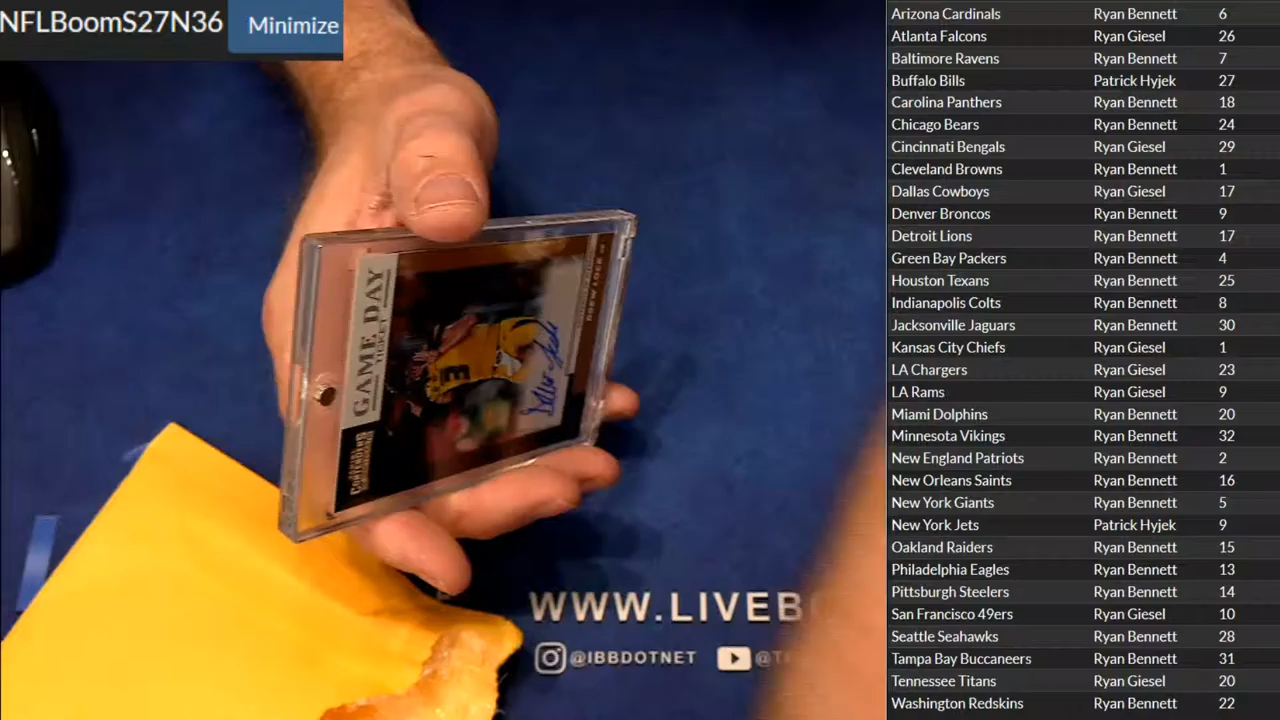 NFLBoomS27N36 Minimize
GAME DAY
TICKET
CONTENDERS
DREW LOCK
3
WWW.LIVEB
@IBBDOTNET @T
Arizona Cardinals Ryan Bennett 6
Atlanta Falcons Ryan Giesel 26
Baltimore Ravens Ryan Bennett 7
Buffalo Bills Patrick Hyjek 27
Carolina Panthers Ryan Bennett 18
Chicago Bears Ryan Bennett 24
Cincinnati Bengals Ryan Giesel 29
Cleveland Browns Ryan Bennett 1
Dallas Cowboys Ryan Giesel 17
Denver Broncos Ryan Bennett 9
Detroit Lions Ryan Bennett 17
Green Bay Packers Ryan Bennett 4
Houston Texans Ryan Bennett 25
Indianapolis Colts Ryan Bennett 8
Jacksonville Jaguars Ryan Bennett 30
Kansas City Chiefs Ryan Giesel 1
LA Chargers Ryan Giesel 23
LA Rams Ryan Giesel 9
Miami Dolphins Ryan Bennett 20
Minnesota Vikings Ryan Bennett 32
New England Patriots Ryan Bennett 2
New Orleans Saints Ryan Bennett 16
New York Giants Ryan Bennett 5
New York Jets Patrick Hyjek 9
Oakland Raiders Ryan Bennett 15
Philadelphia Eagles Ryan Bennett 13
Pittsburgh Steelers Ryan Bennett 14
San Francisco 49ers Ryan Giesel 10
Seattle Seahawks Ryan Bennett 28
Tampa Bay Buccaneers Ryan Bennett 31
Tennessee Titans Ryan Giesel 20
Washington Redskins Ryan Bennett 22